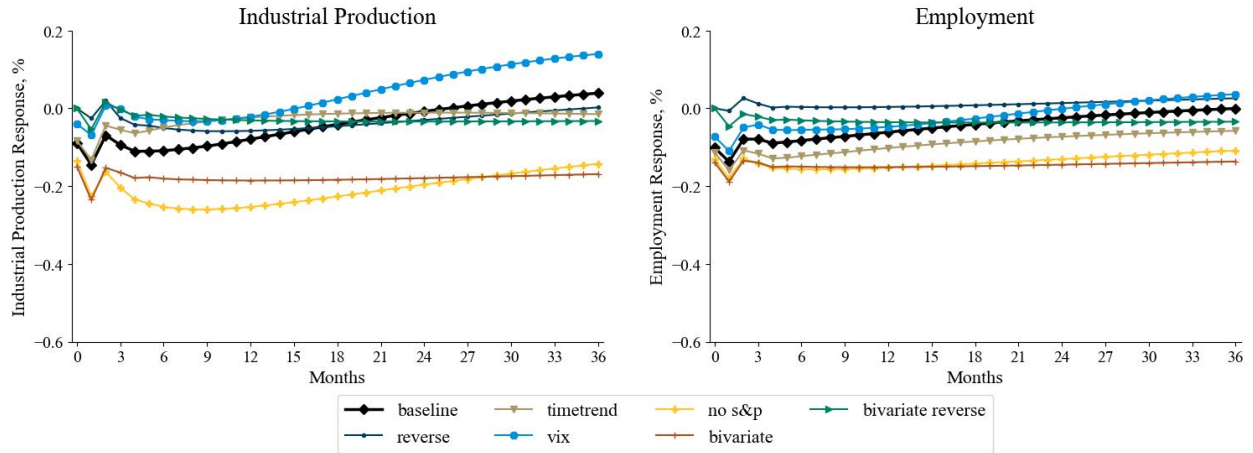 Industrial Production
Employment
Industrial Production Response, %
0.2
0.0
−0.2
−0.4
−0.6
0 3 6 9 12 15 18 21 24 27 30 33 36
Months
Employment Response, %
0.2
0.0
−0.2
−0.4
−0.6
0 3 6 9 12 15 18 21 24 27 30 33 36
Months
baseline timetrend no s&p bivariate reverse
reverse vix bivariate